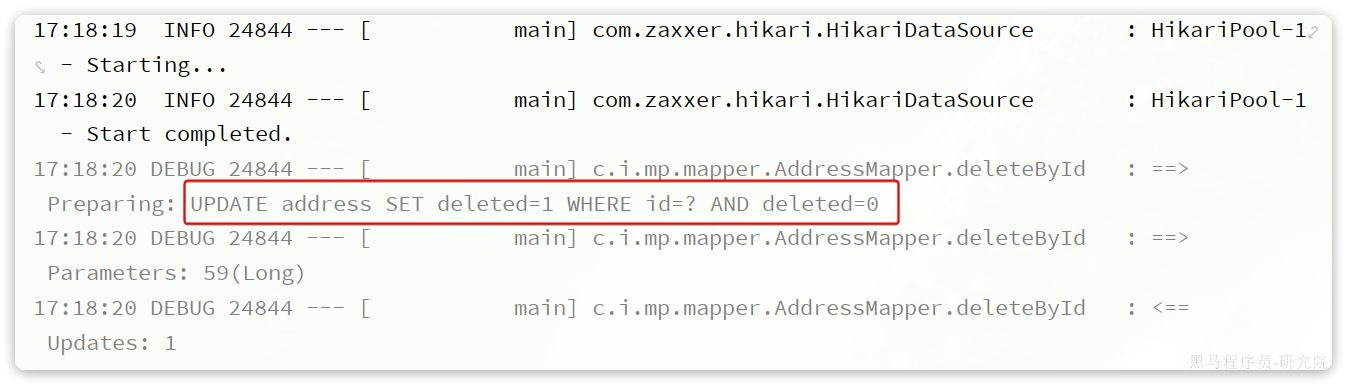 17:18:19  INFO 24844 --- [           main] com.zaxxer.hikari.HikariDataSource       : HikariPool-1
 - Starting...
17:18:20  INFO 24844 --- [           main] com.zaxxer.hikari.HikariDataSource       : HikariPool-1
 - Start completed.
17:18:20 DEBUG 24844 --- [           main] c.i.mp.mapper.AddressMapper.deleteById   : ==>
 Preparing: UPDATE address SET deleted=1 WHERE id=? AND deleted=0
17:18:20 DEBUG 24844 --- [           main] c.i.mp.mapper.AddressMapper.deleteById   : ==>
 Parameters: 59(Long)
17:18:20 DEBUG 24844 --- [           main] c.i.mp.mapper.AddressMapper.deleteById   : <==
 Updates: 1
黑马程序员-研究院